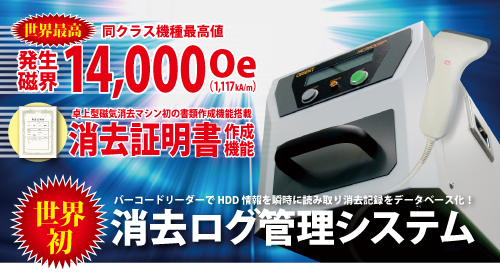 世界最高
同クラス機種最高値
発生磁界 14,000 Oe
(1,117kA/m)
卓上型磁気消去マシン初の書類作成機能搭載
消去証明書作成機能
バーコードリーダーでHDD情報を瞬時に読み取り消去記録をデータベース化！
世界初
消去ログ管理システム
ORIENT